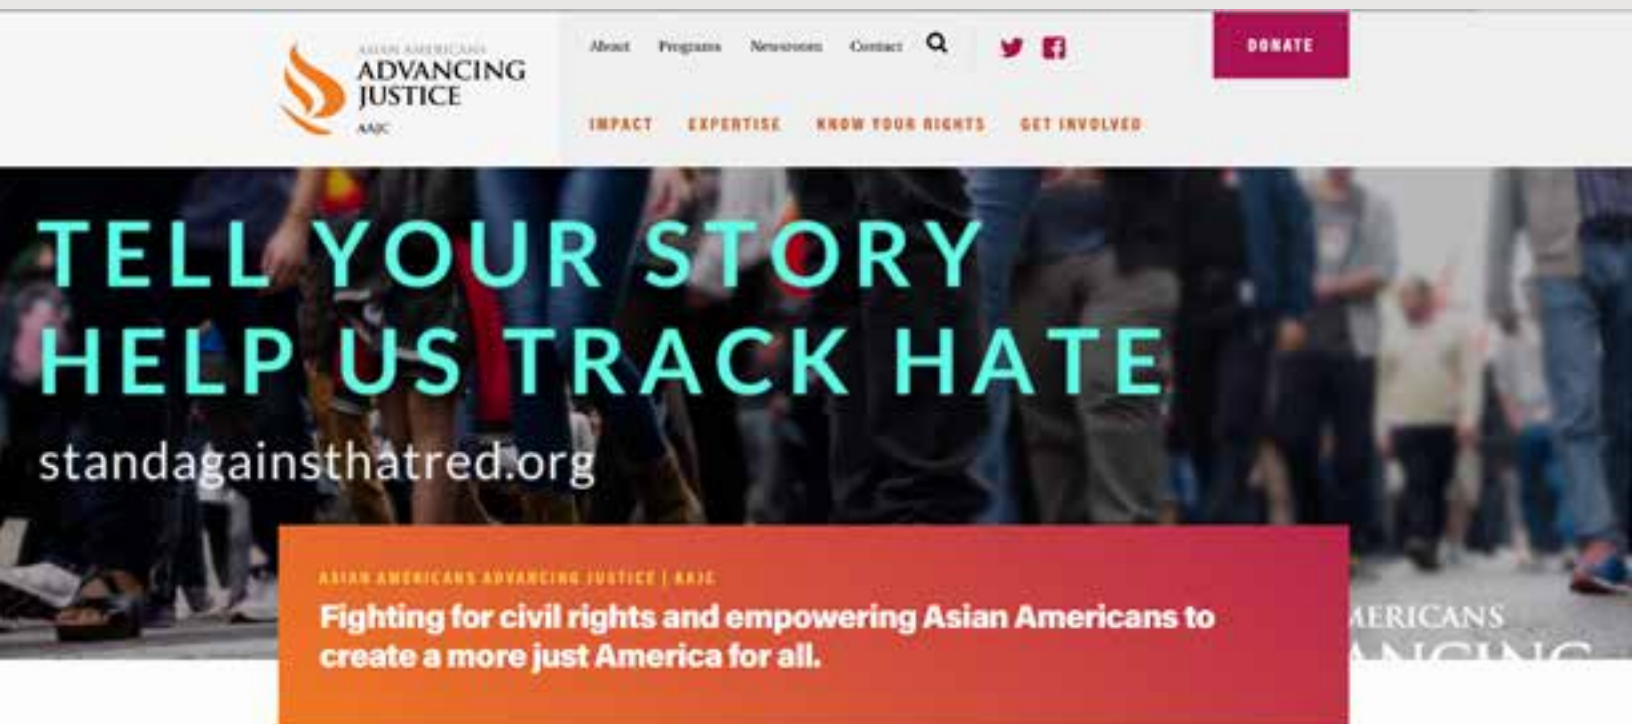 ASIAN AMERICANS
ADVANCING
JUSTICE
AAJC
About Programs Newsroom Contact
DONATE
IMPACT EXPERTISE KNOW YOUR RIGHTS GET INVOLVED
TELL YOUR STORY
HELP US TRACK HATE
standagainsthatred.org
ASIAN AMERICANS ADVANCING JUSTICE | AAJC
Fighting for civil rights and empowering Asian Americans to
create a more just America for all.
MERICANS
ANCING